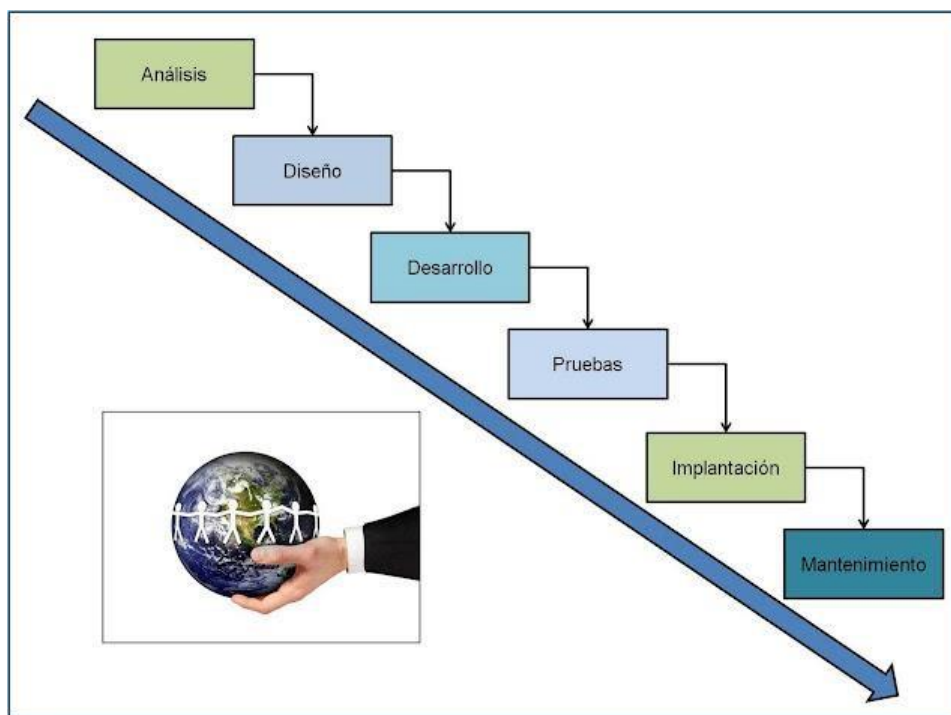 Análisis
Diseño
Desarrollo
Pruebas
Implantación
Mantenimiento